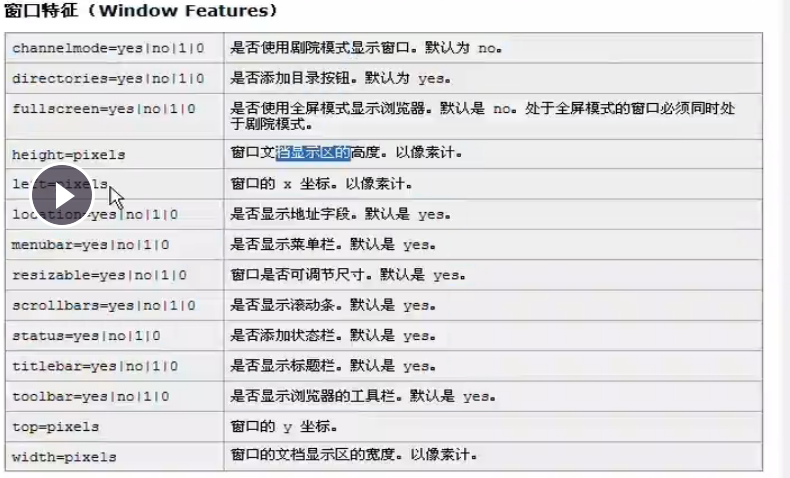 窗口特征（Window Features）
channelmode=yes|no|1|0 是否使用剧院模式显示窗口。默认为 no。
directories=yes|no|1|0 是否添加目录按钮。默认为 yes。
fullscreen=yes|no|1|0 是否使用全屏模式显示浏览器。默认是 no。处于全屏模式的窗口必须同时处
于剧院模式。
height=pixels 窗口文档显示区的高度。以像素计。
left=pixels 窗口的 x 坐标。以像素计。
location=yes|no|1|0 是否显示地址字段。默认是 yes。
menubar=yes|no|1|0 是否显示菜单栏。默认是 yes。
resizable=yes|no|1|0 窗口是否可调节尺寸。默认是 yes。
scrollbars=yes|no|1|0 是否显示滚动条。默认是 yes。
status=yes|no|1|0 是否添加状态栏。默认是 yes。
titlebar=yes|no|1|0 是否显示标题栏。默认是 yes。
toolbar=yes|no|1|0 是否显示浏览器的工具栏。默认是 yes。
top=pixels 窗口的 y 坐标。
width=pixels 窗口的文档显示区的宽度。以像素计。